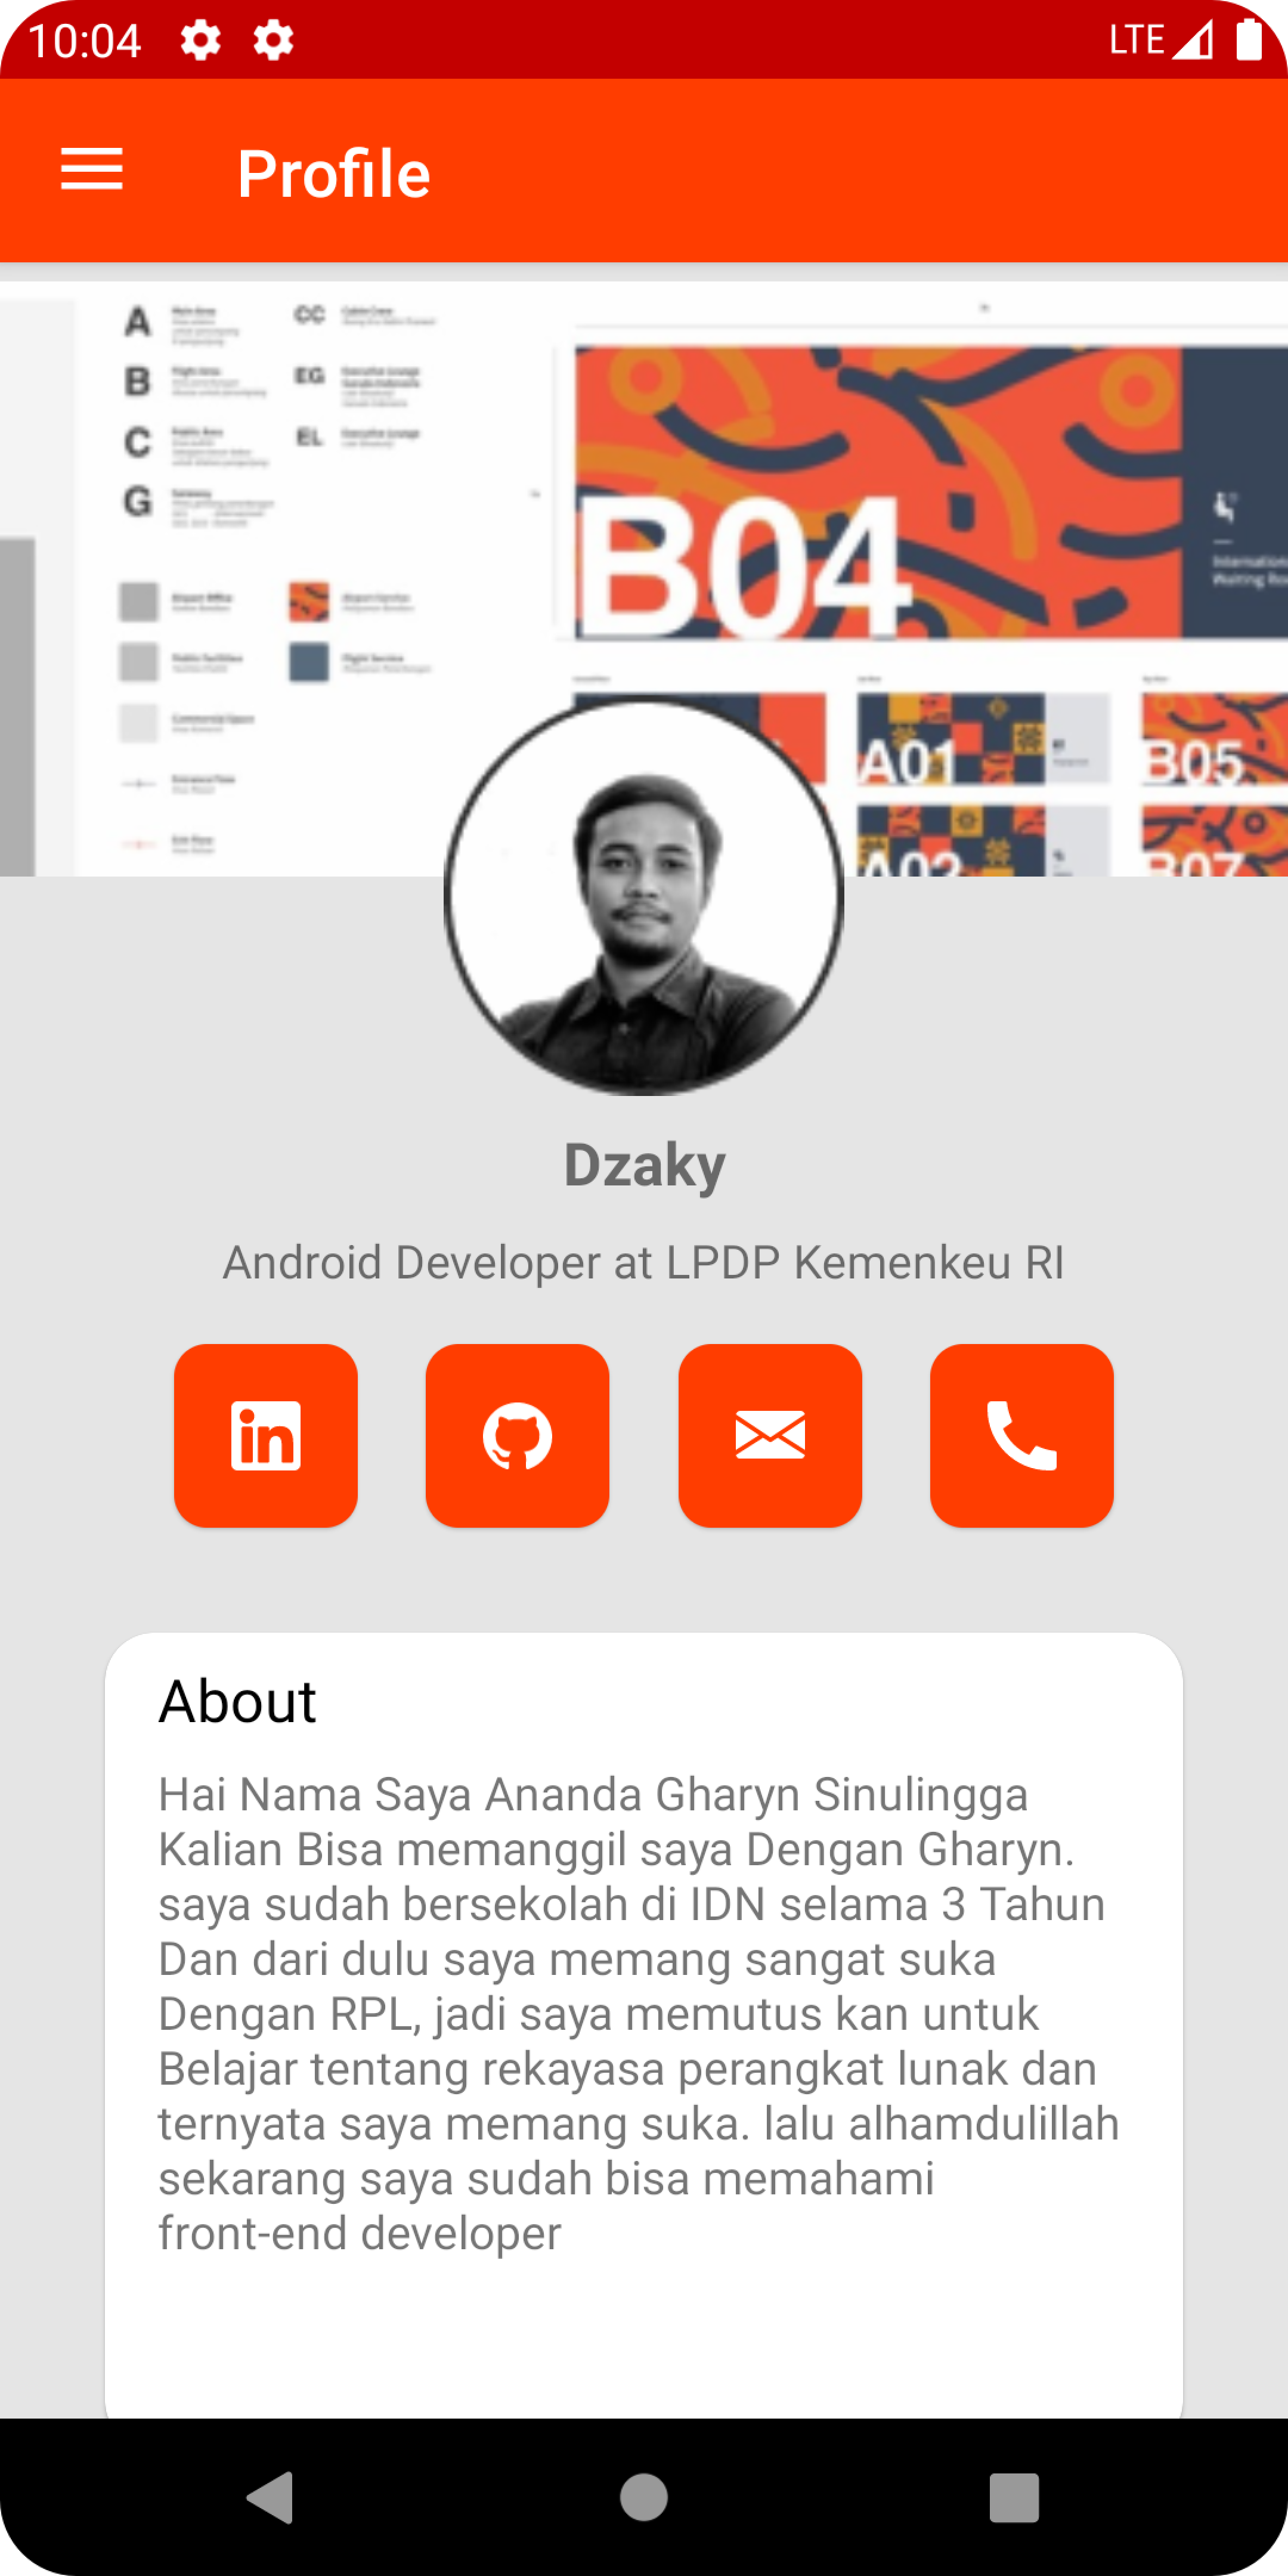 10:04
LTE
Profile
A
CC
B
EG
C
EL
G
B04
A01
B05
A02
B07
Dzaky
Android Developer at LPDP Kemenkeu RI
in
About
Hai Nama Saya Ananda Gharyn Sinulingga
Kalian Bisa memanggil saya Dengan Gharyn.
saya sudah bersekolah di IDN selama 3 Tahun
Dan dari dulu saya memang sangat suka
Dengan RPL, jadi saya memutus kan untuk
Belajar tentang rekayasa perangkat lunak dan
ternyata saya memang suka. lalu alhamdulillah
sekarang saya sudah bisa memahami
front-end developer